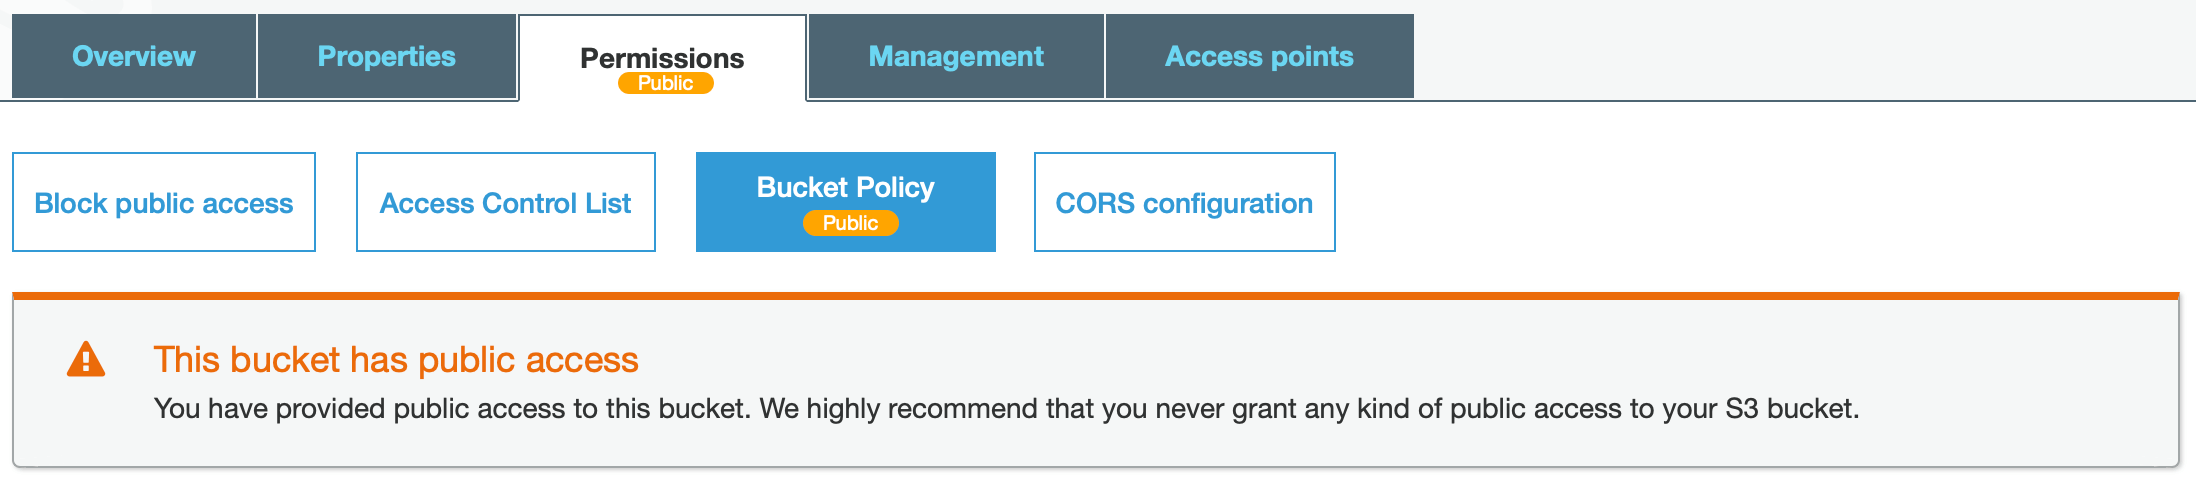 Overview Properties Permissions Management Access points
Public
Block public access Access Control List Bucket Policy CORS configuration
Public
This bucket has public access
You have provided public access to this bucket. We highly recommend that you never grant any kind of public access to your S3 bucket.